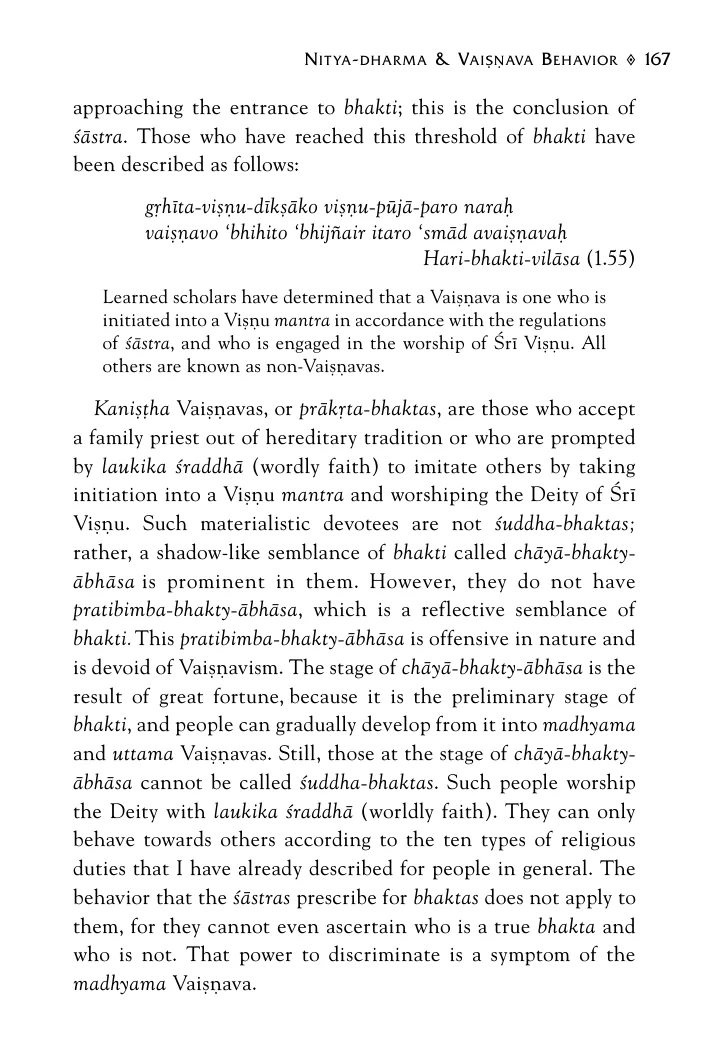 NITYA-DHARMA & VAIṢṆAVA BEHAVIOR ◊ 167
approaching the entrance to bhakti; this is the conclusion of
śāstra. Those who have reached this threshold of bhakti have
been described as follows:
gṛhīta-viṣṇu-dīkṣāko viṣṇu-pūjā-paro naraḥ
vaiṣṇavo ‘bhihito ‘bhijñair itaro ‘smād avaiṣṇavaḥ
Hari-bhakti-vilāsa (1.55)
Learned scholars have determined that a Vaiṣṇava is one who is
initiated into a Viṣṇu mantra in accordance with the regulations
of śāstra, and who is engaged in the worship of Śrī Viṣṇu. All
others are known as non-Vaiṣṇavas.
Kaniṣṭha Vaiṣṇavas, or prākṛta-bhaktas, are those who accept
a family priest out of hereditary tradition or who are prompted
by laukika śraddhā (wordly faith) to imitate others by taking
initiation into a Viṣṇu mantra and worshiping the Deity of Śrī
Viṣṇu. Such materialistic devotees are not śuddha-bhaktas;
rather, a shadow-like semblance of bhakti called chāyā-bhakty-
ābhāsa is prominent in them. However, they do not have
pratibimba-bhakty-ābhāsa, which is a reflective semblance of
bhakti. This pratibimba-bhakty-ābhāsa is offensive in nature and
is devoid of Vaiṣṇavism. The stage of chāyā-bhakty-ābhāsa is the
result of great fortune, because it is the preliminary stage of
bhakti, and people can gradually develop from it into madhyama
and uttama Vaiṣṇavas. Still, those at the stage of chāyā-bhakty-
ābhāsa cannot be called śuddha-bhaktas. Such people worship
the Deity with laukika śraddhā (worldly faith). They can only
behave towards others according to the ten types of religious
duties that I have already described for people in general. The
behavior that the śāstras prescribe for bhaktas does not apply to
them, for they cannot even ascertain who is a true bhakta and
who is not. That power to discriminate is a symptom of the
madhyama Vaiṣṇava.